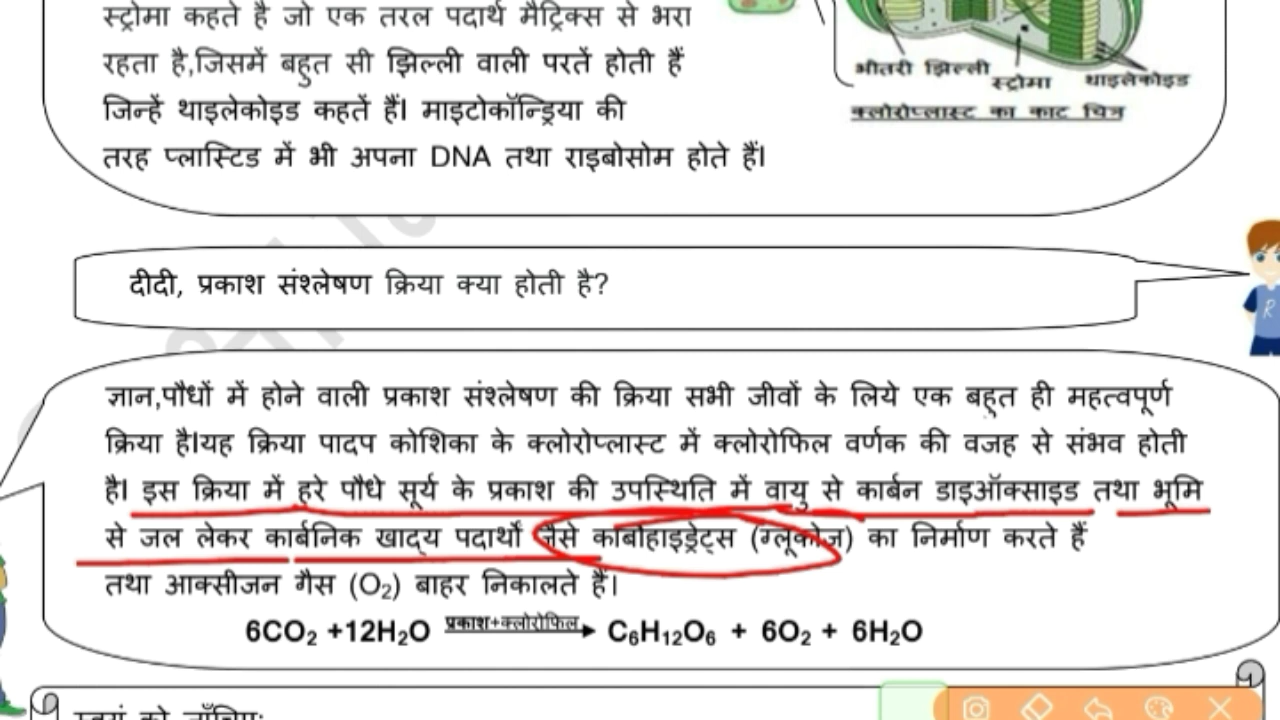 स्ट्रोमा कहते है जो एक तरल पदार्थ मैट्रिक्स से भरा
रहता है,जिसमें बहुत सी झिल्ली वाली परतें होती हैं
जिन्हें थाइलेकोइड कहतें हैं। माइटोकॉन्ड्रिया की
तरह प्लास्टिड में भी अपना DNA तथा राइबोसोम होते हैं।
भीतरी झिल्ली
स्ट्रोमा
थाइलेकोइड
क्लोरोप्लास्ट का काट चित्र
दीदी, प्रकाश संश्लेषण क्रिया क्या होती है?
R
ज्ञान,पौधों में होने वाली प्रकाश संश्लेषण की क्रिया सभी जीवों के लिये एक बहुत ही महत्वपूर्ण
क्रिया है।यह क्रिया पादप कोशिका के क्लोरोप्लास्ट में क्लोरोफिल वर्णक की वजह से संभव होती
है। इस क्रिया में हरे पौधे सूर्य के प्रकाश की उपस्थिति में वायु से कार्बन डाइऑक्साइड तथा भूमि
से जल लेकर कार्बनिक खाद्य पदार्थों जैसे कार्बोहाइड्रेट्स (ग्लूकोज) का निर्माण करते हैं
तथा आक्सीजन गैस (O₂) बाहर निकालते हैं।
6CO₂ +12H₂O प्रकाश+क्लोरोफिल → C₆H₁₂O₆ + 6O₂ + 6H₂O
स्वयं को जाँचिए: